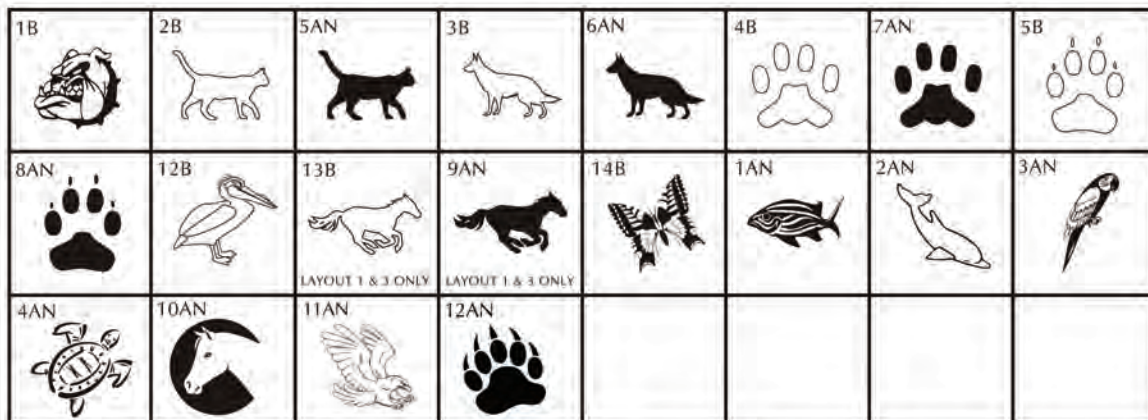 1B 2B 5AN 3B 6AN 4B 7AN 5B
8AN 12B 13B 9AN 14B 1AN 2AN 3AN
LAYOUT 1 & 3 ONLY LAYOUT 1 & 3 ONLY
4AN 10AN 11AN 12AN